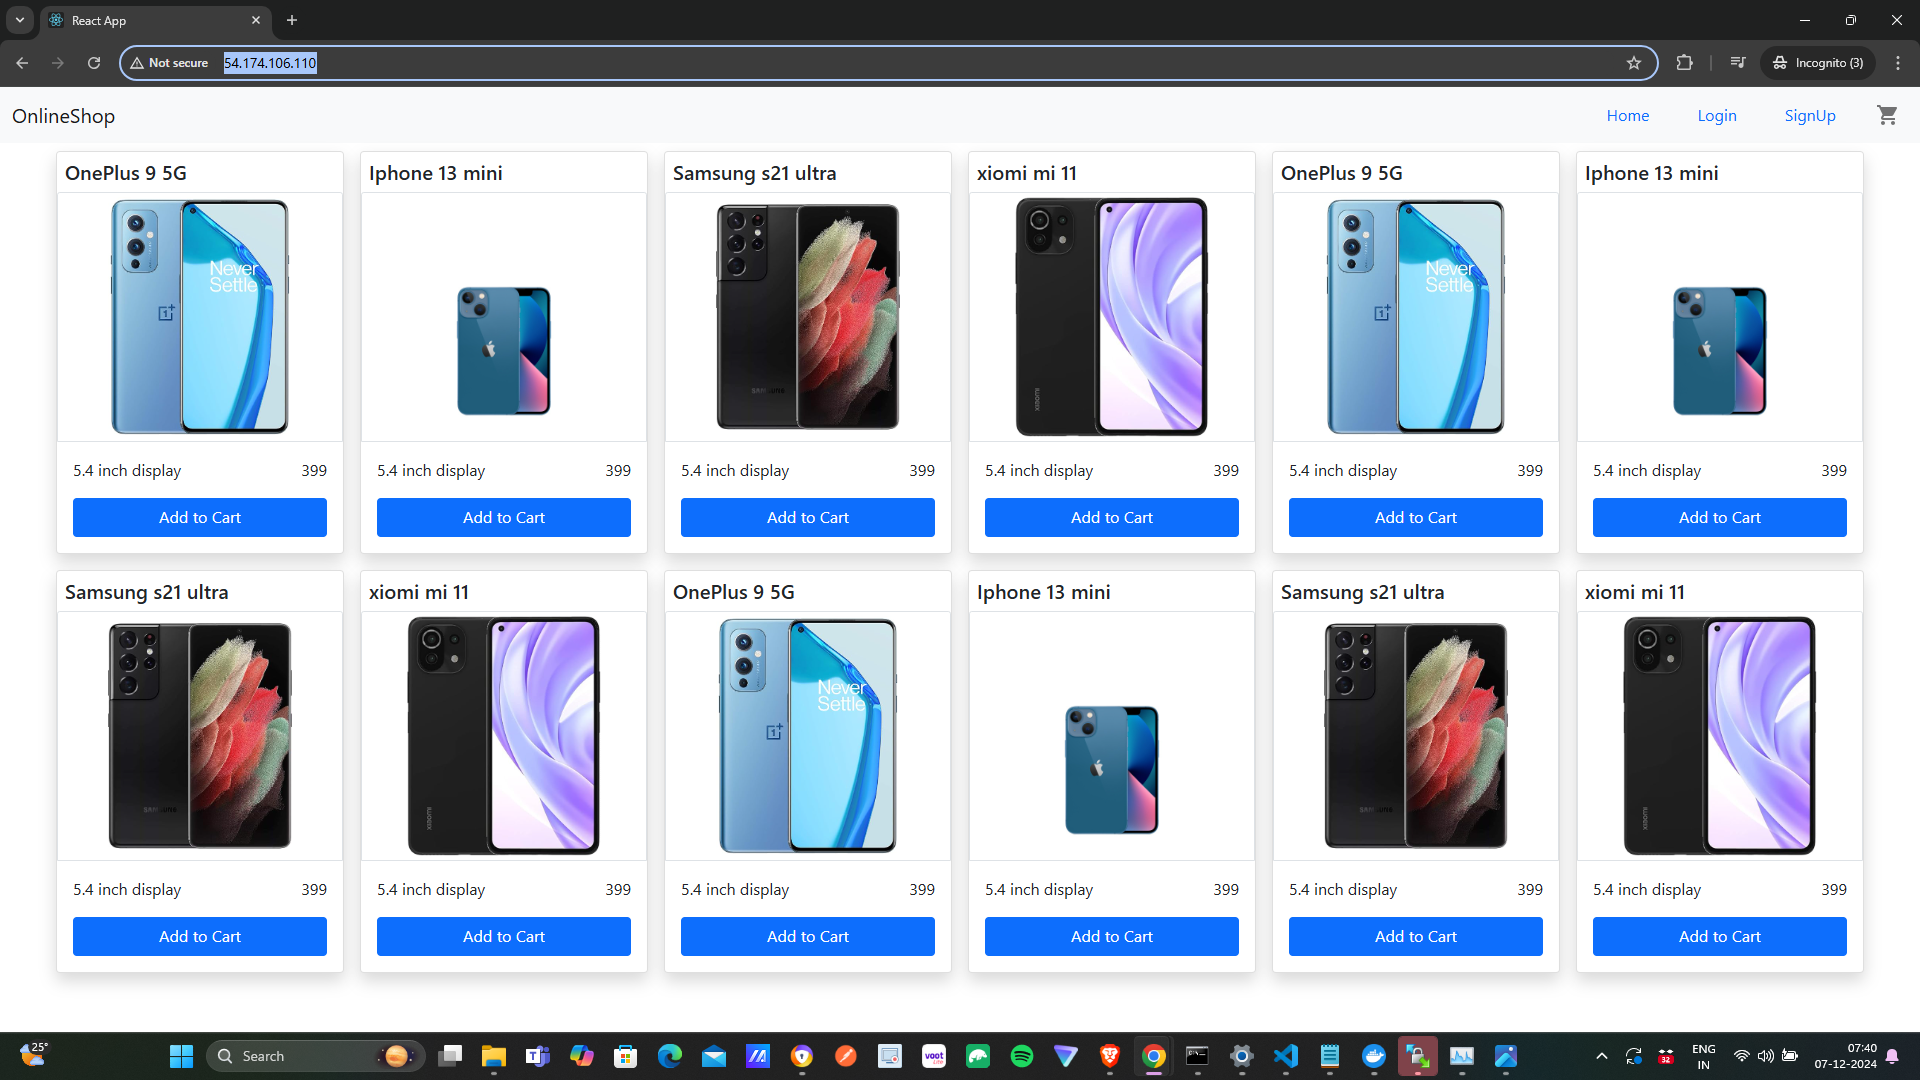 React App
Not secure
54.174.106.110
Incognito (3)
OnlineShop
Home
Login
SignUp
OnePlus 9 5G
Iphone 13 mini
Samsung s21 ultra
xiomi mi 11
OnePlus 9 5G
Iphone 13 mini
Never
Settle
SAMSUNG
xiaomi
Never
Settle
5.4 inch display 399
5.4 inch display 399
5.4 inch display 399
5.4 inch display 399
5.4 inch display 399
5.4 inch display 399
Add to Cart
Add to Cart
Add to Cart
Add to Cart
Add to Cart
Add to Cart
Samsung s21 ultra
xiomi mi 11
OnePlus 9 5G
Iphone 13 mini
Samsung s21 ultra
xiomi mi 11
SAMSUNG
xiaomi
Never
Settle
SAMSUNG
xiaomi
5.4 inch display 399
5.4 inch display 399
5.4 inch display 399
5.4 inch display 399
5.4 inch display 399
5.4 inch display 399
Add to Cart
Add to Cart
Add to Cart
Add to Cart
Add to Cart
Add to Cart
25°
Search
voot
32
ENG
IN
07:40
07-12-2024